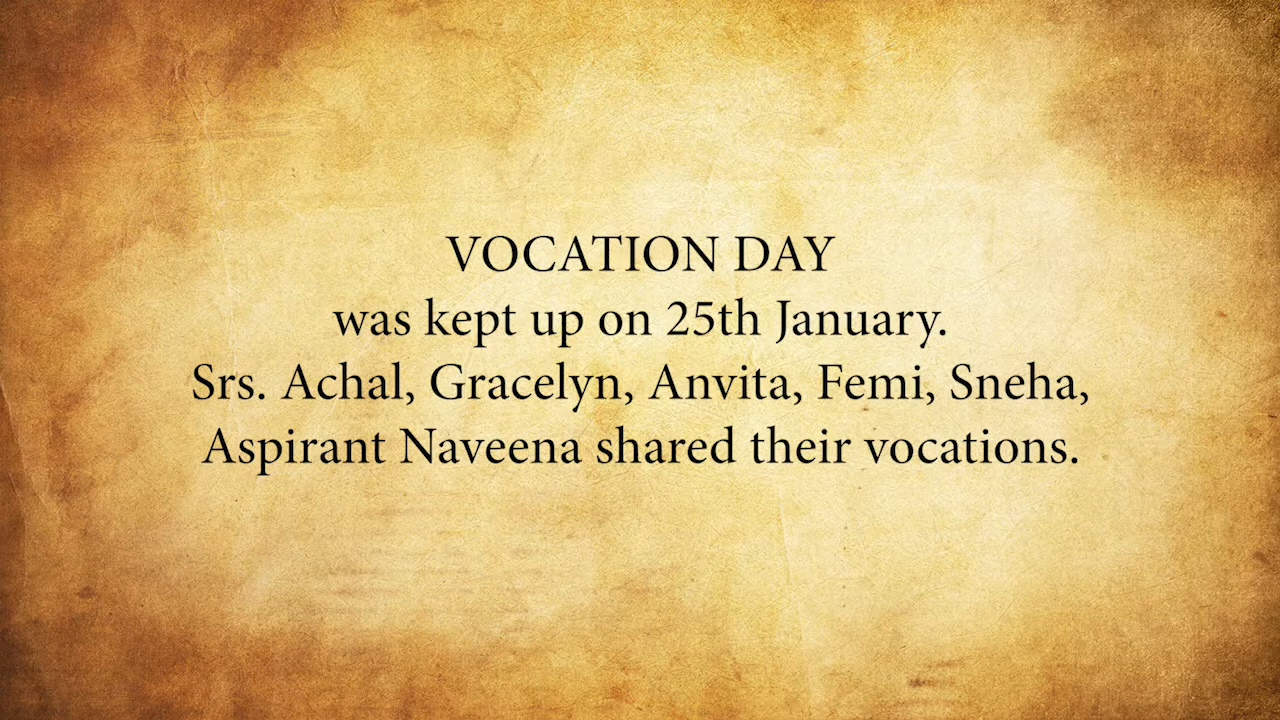 VOCATION DAY
was kept up on 25th January.
Srs. Achal, Gracelyn, Anvita, Femi, Sneha,
Aspirant Naveena shared their vocations.